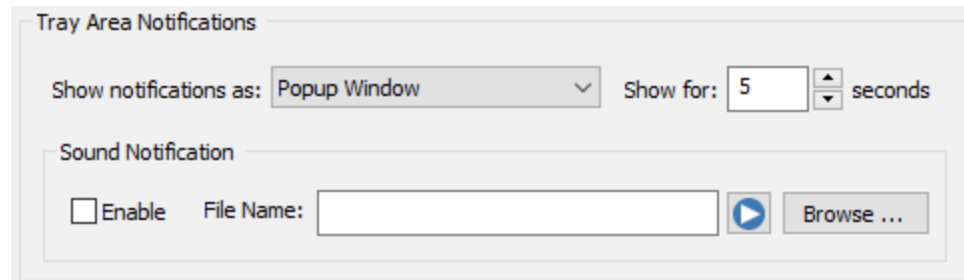 Tray Area Notifications
Show notifications as: Popup Window Show for: 5 seconds
Sound Notification
Enable File Name: Browse ...